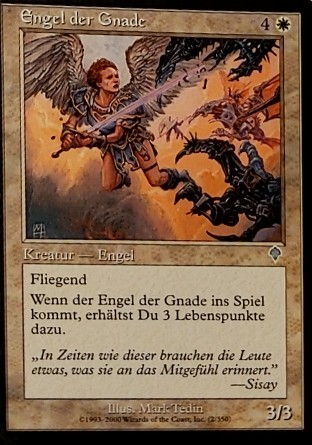 Engel der Gnade 4
Kreatur — Engel
Fliegend
Wenn der Engel der Gnade ins Spiel
kommt, erhältst Du 3 Lebenspunkte
dazu.
„In Zeiten wie dieser brauchen die Leute
etwas, was sie an das Mitgefühl erinnert.”
—Sisay
Illus. Mark Tedin
©1993-2000 Wizards of the Coast, Inc. (2/350)
3/3